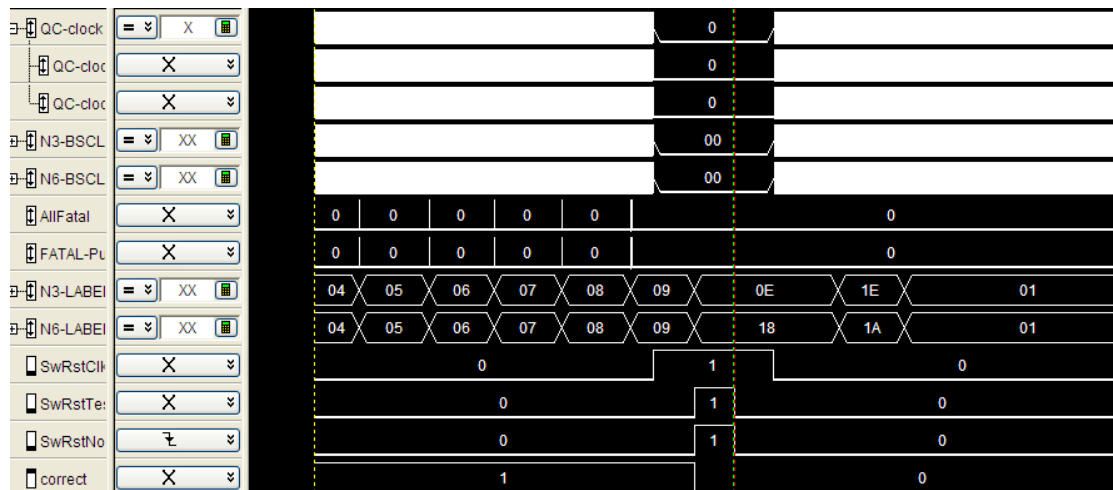 QC-clock = X 0
QC-cloc X 0
QC-cloc X 0
N3-BSCL = XX 00
N6-BSCL = XX 00
AllFatal X 0 0 0 0 0 0
FATAL-Pu X 0 0 0 0 0 0
N3-LABEL = XX 04 05 06 07 08 09 0E 1E 01
N6-LABEL = XX 04 05 06 07 08 09 18 1A 01
SwRstClk X 0 1 0
SwRstTe X 0 1 0
SwRstNo 0 1 0
correct X 1 0